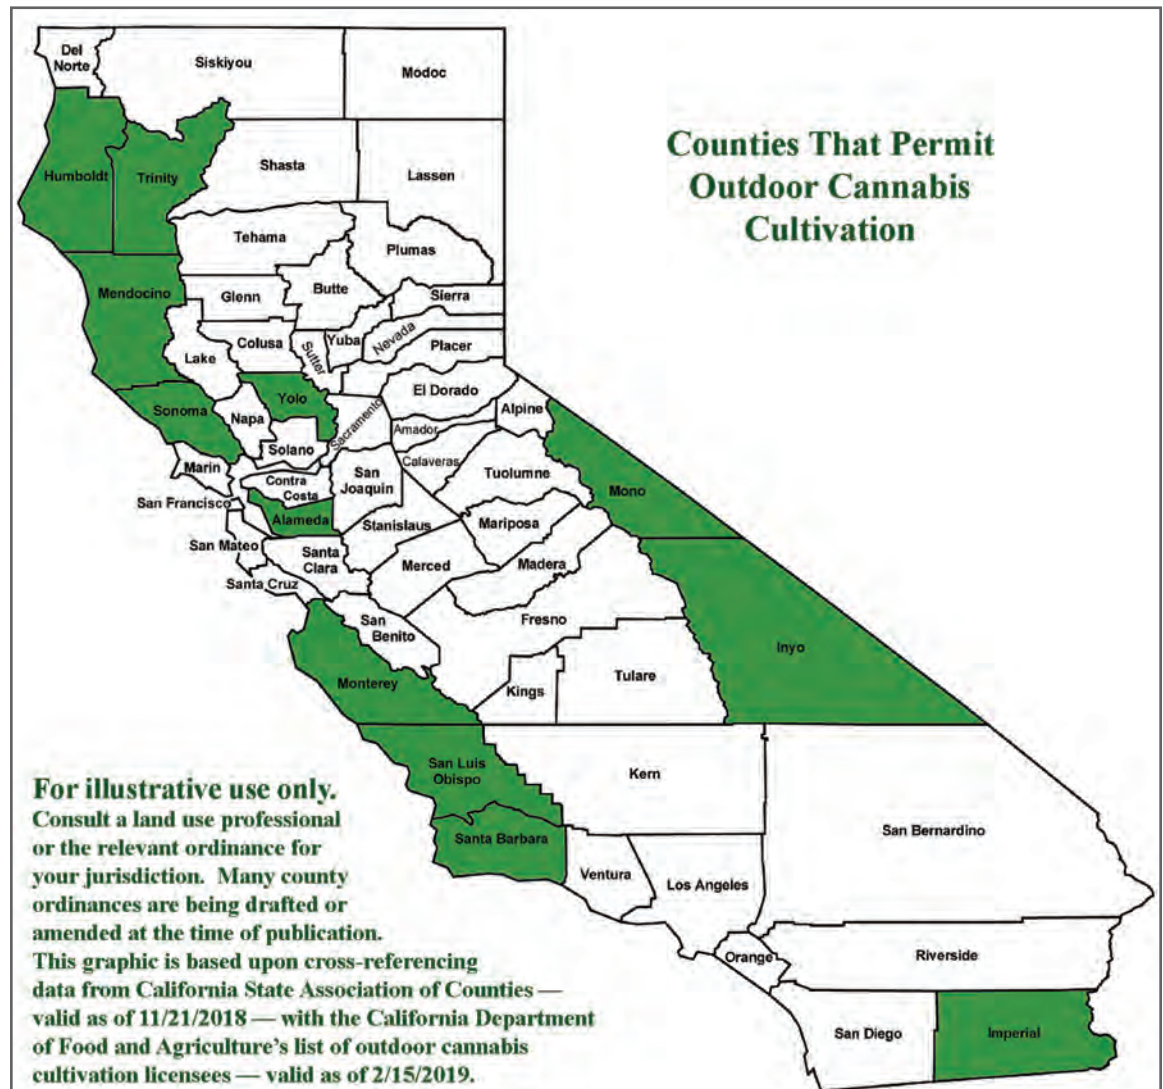 Counties That Permit
Outdoor Cannabis
Cultivation
Del
Norte
Siskiyou
Modoc
Humboldt
Trinity
Shasta
Lassen
Tehama
Plumas
Mendocino
Glenn
Butte
Sierra
Lake
Colusa
Sutter
Yuba
Nevada
Placer
Sonoma
Napa
Yolo
Sacramento
El Dorado
Alpine
Solano
Amador
Marin
Contra
Costa
San
Joaquin
Calaveras
Tuolumne
Mono
San Francisco
Alameda
Stanislaus
Mariposa
San Mateo
Santa
Clara
Merced
Madera
Santa Cruz
San
Benito
Fresno
Inyo
Monterey
Kings
Tulare
San Luis
Obispo
Kern
Santa Barbara
San Bernardino
Ventura
Los Angeles
Orange
Riverside
San Diego
Imperial
For illustrative use only.
Consult a land use professional
or the relevant ordinance for
your jurisdiction. Many county
ordinances are being drafted or
amended at the time of publication.
This graphic is based upon cross-referencing
data from California State Association of Counties —
valid as of 11/21/2018 — with the California Department
of Food and Agriculture's list of outdoor cannabis
cultivation licensees — valid as of 2/15/2019.